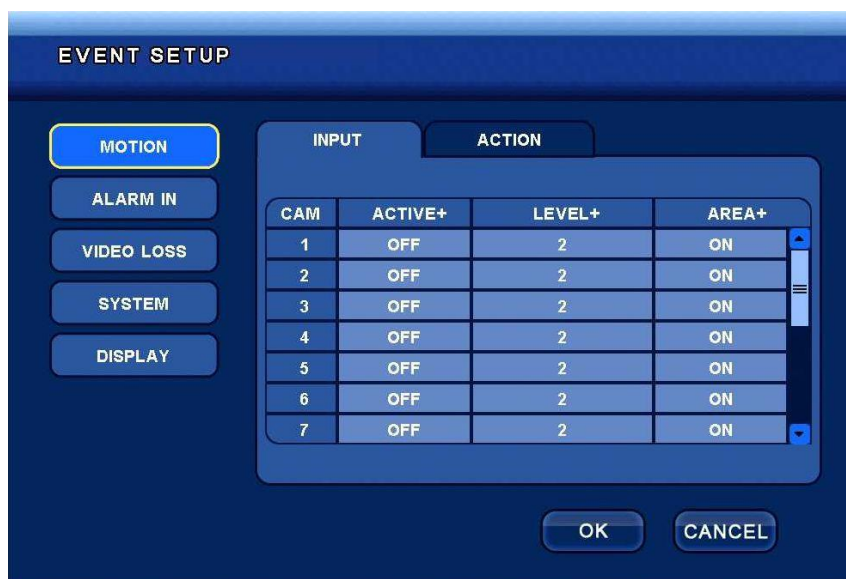 EVENT SETUP
MOTION
ALARM IN
VIDEO LOSS
SYSTEM
DISPLAY
INPUT ACTION
CAM ACTIVE+ LEVEL+ AREA+
1 OFF 2 ON
2 OFF 2 ON
3 OFF 2 ON
4 OFF 2 ON
5 OFF 2 ON
6 OFF 2 ON
7 OFF 2 ON
OK CANCEL